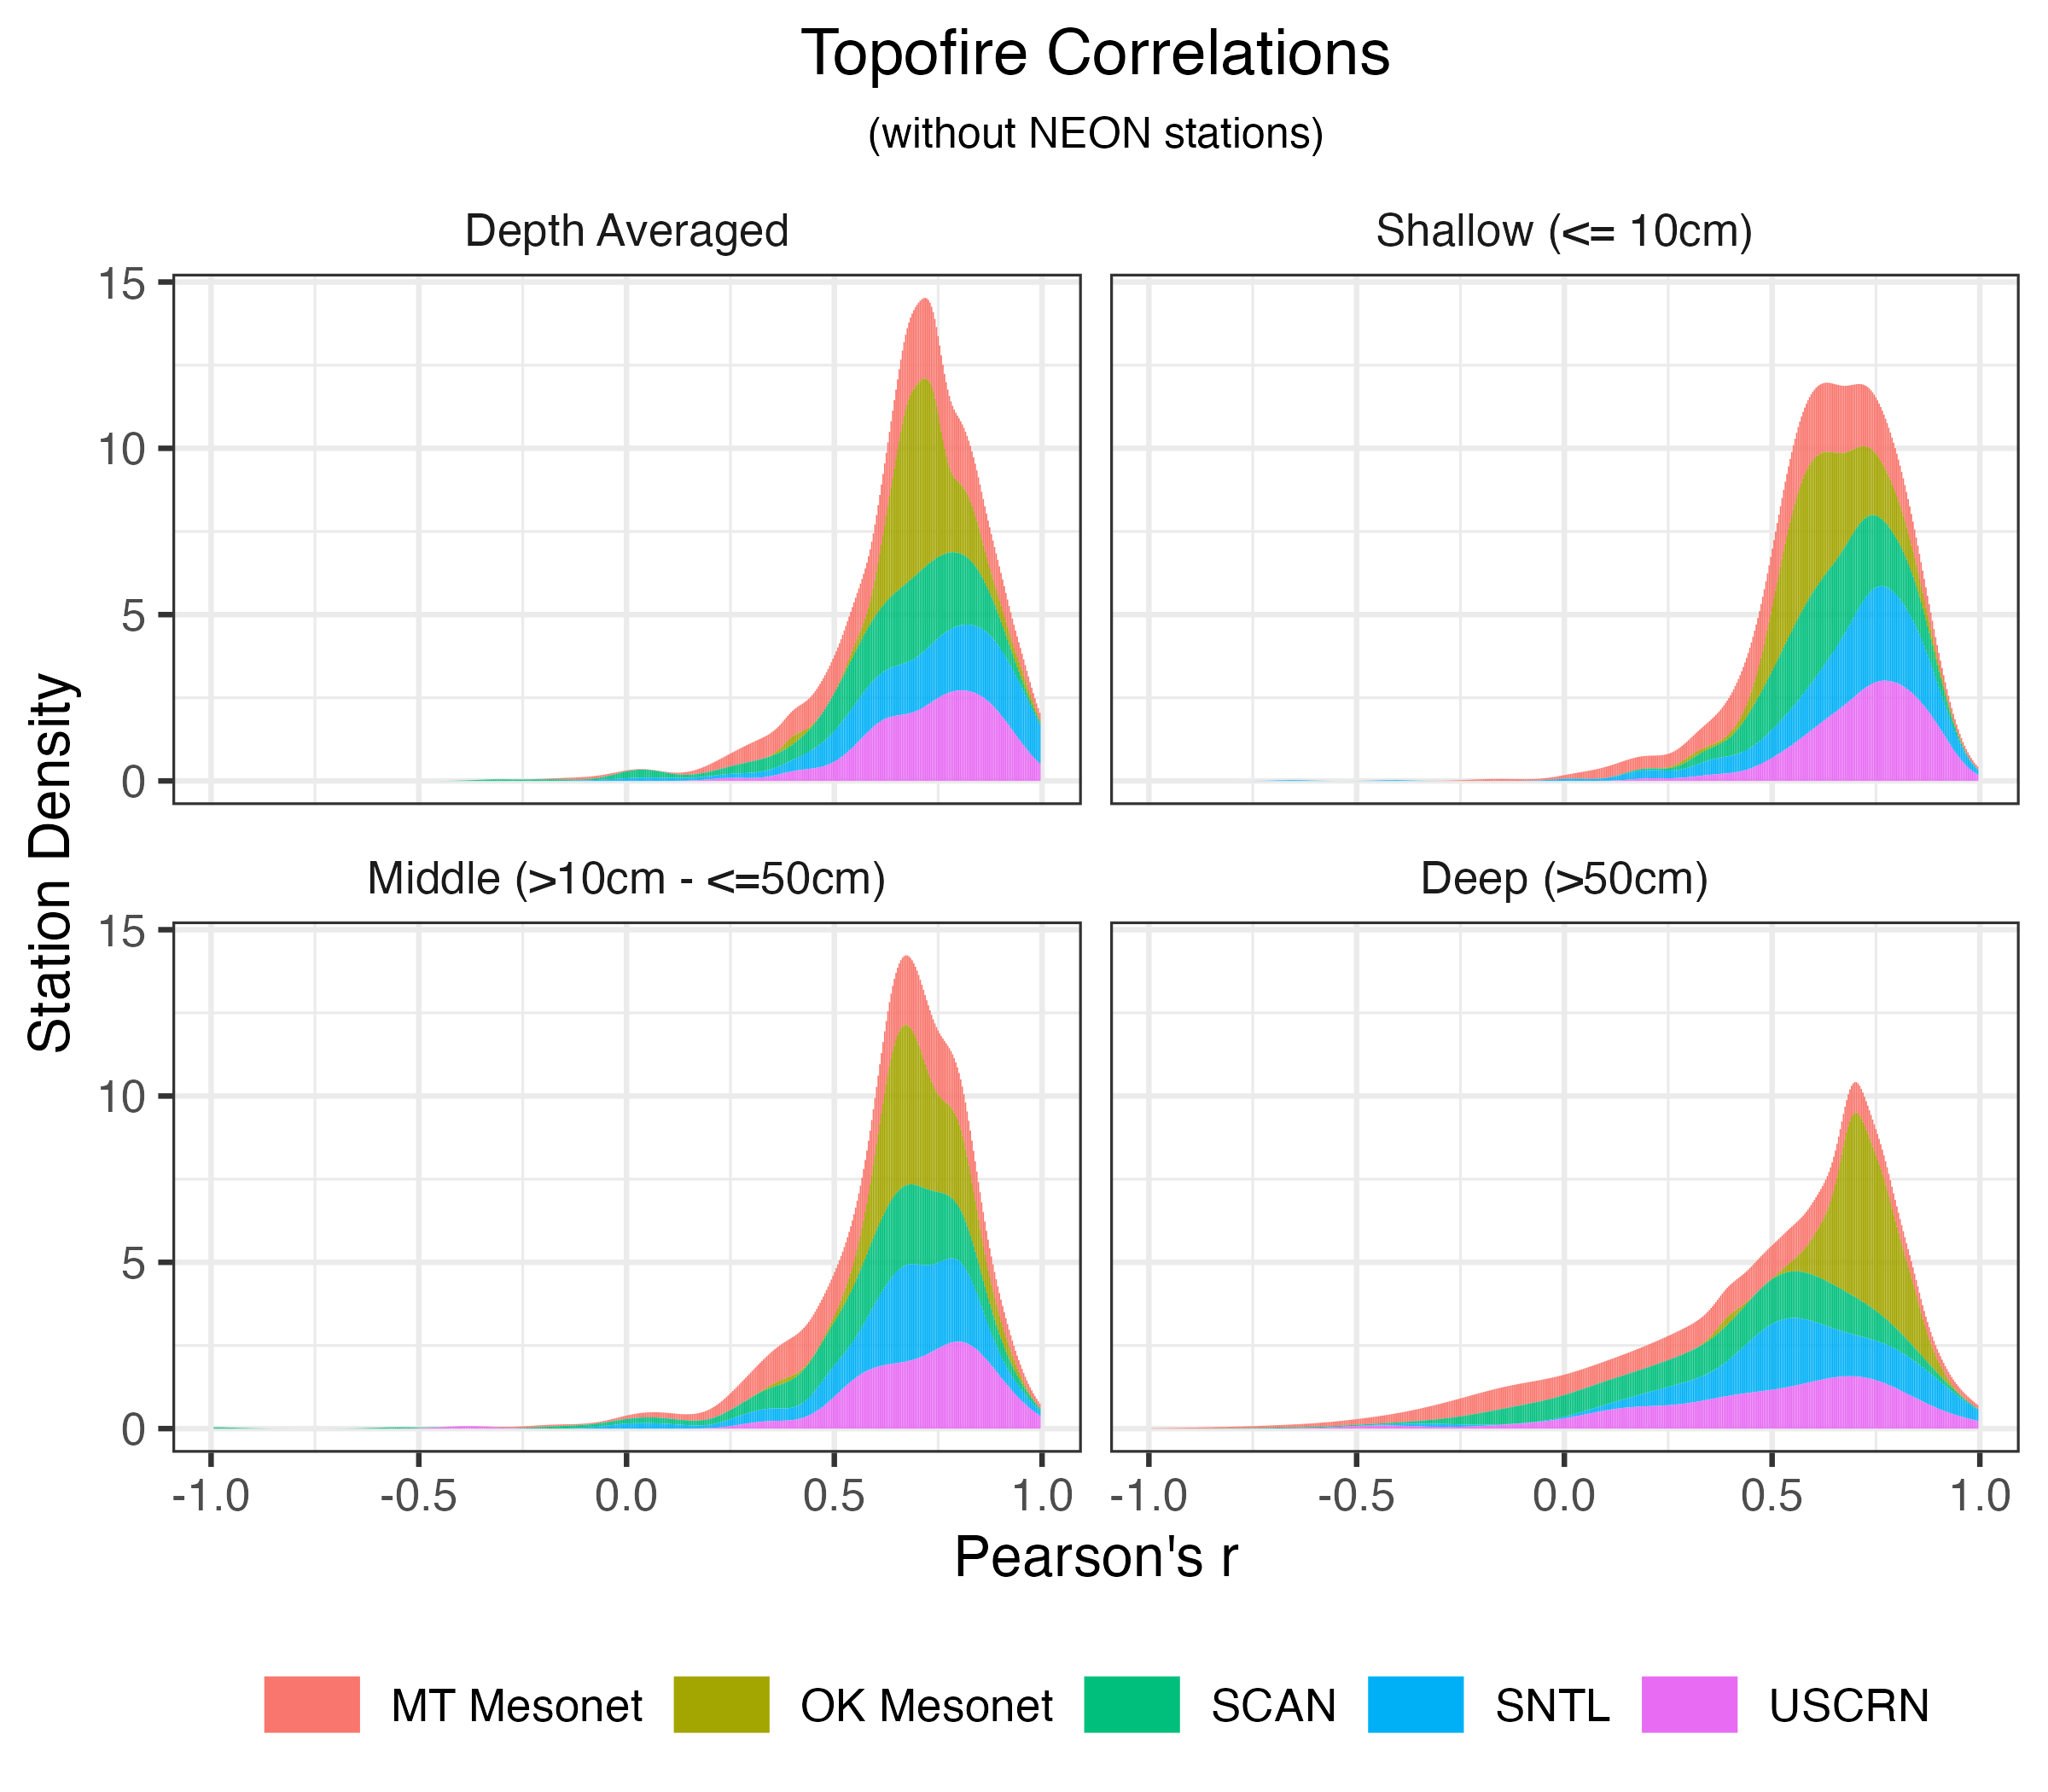 Topofire Correlations
(without NEON stations)
Depth Averaged
Shallow (<= 10cm)
15
10
5
0
Station Density
Middle (>10cm - <=50cm)
Deep (>50cm)
15
10
5
0
-1.0 -0.5 0.0 0.5 1.0 -1.0 -0.5 0.0 0.5 1.0
Pearson's r
MT Mesonet OK Mesonet SCAN SNTL USCRN